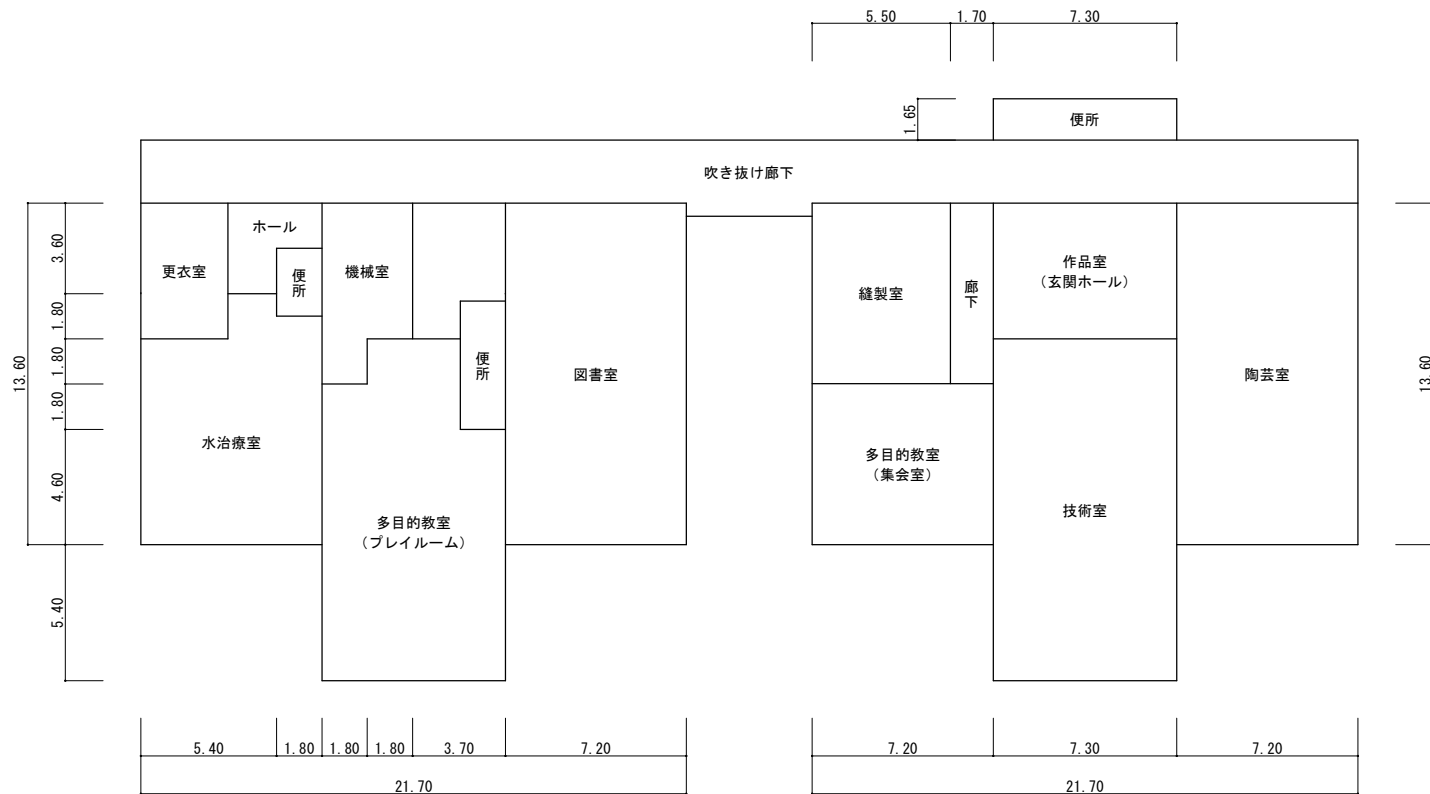 5.50
1.70
7.30
1.65
便所
吹き抜け廊下
13.60
3.60
1.80
1.80
1.80
4.60
5.40
更衣室
ホール
便所
機械室
便所
図書室
水治療室
多目的教室
（プレイルーム）
縫製室
廊下
作品室
（玄関ホール）
陶芸室
多目的教室
（集会室）
技術室
13.60
5.40
1.80
1.80
1.80
3.70
7.20
21.70
7.20
7.30
7.20
21.70